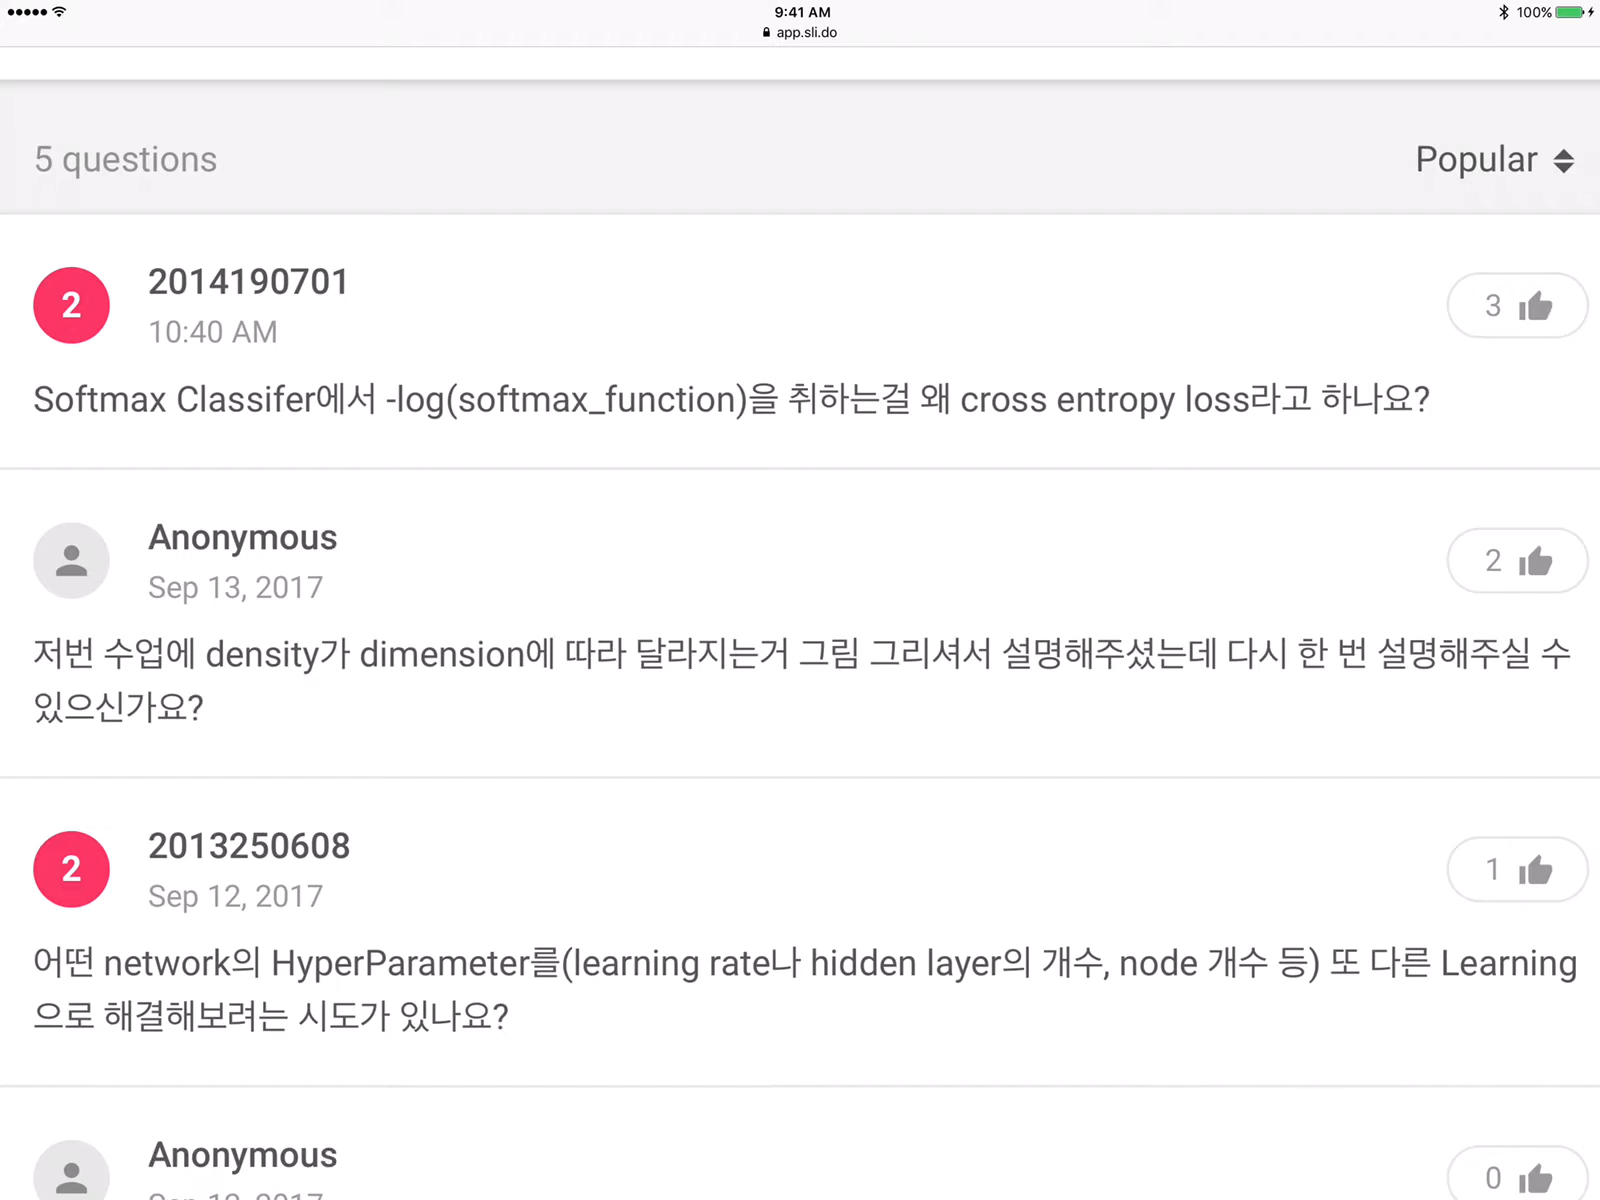 9:41 AM
100%
app.sli.do
5 questions
Popular
2
2014190701
10:40 AM
3
Softmax Classifer에서 -log(softmax_function)을 취하는걸 왜 cross entropy loss라고 하나요?
Anonymous
Sep 13, 2017
2
저번 수업에 density가 dimension에 따라 달라지는거 그림 그리셔서 설명해주셨는데 다시 한 번 설명해주실 수
있으신가요?
2
2013250608
Sep 12, 2017
1
어떤 network의 HyperParameter를(learning rate나 hidden layer의 개수, node 개수 등) 또 다른 Learning
으로 해결해보려는 시도가 있나요?
Anonymous
0